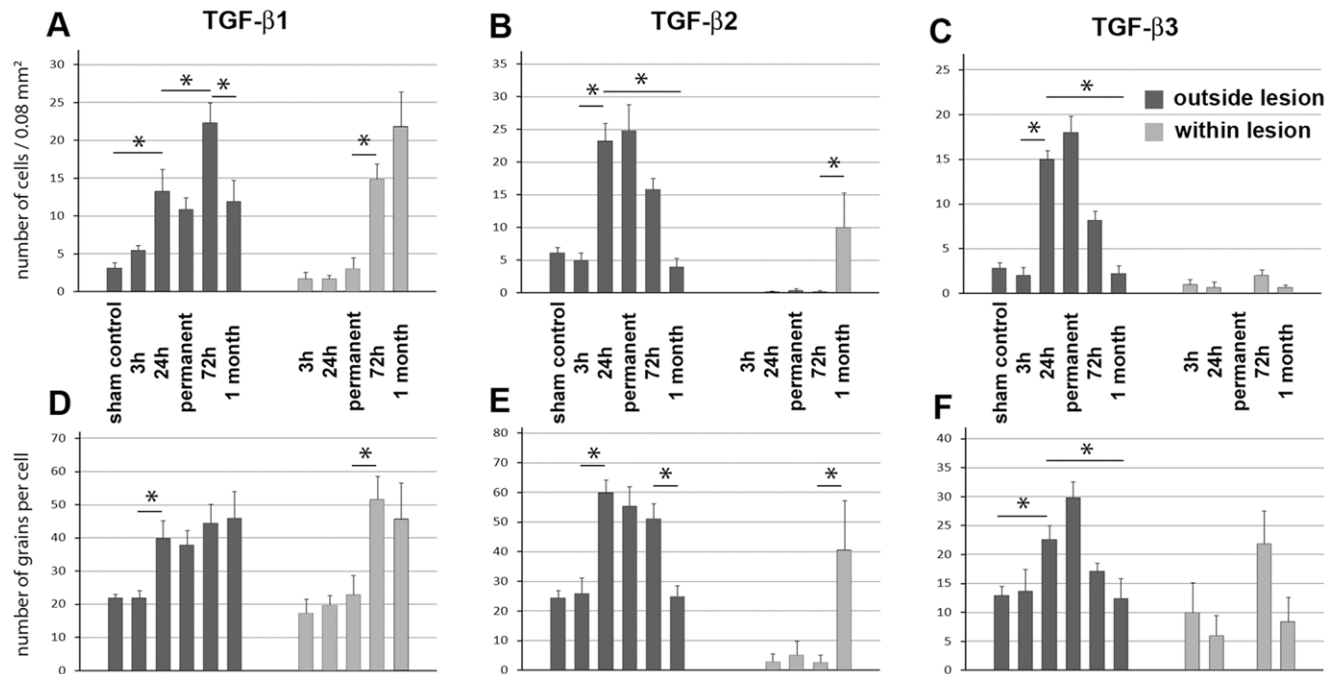 TGF-β1
TGF-β2
TGF-β3
A
B
C
number of cells / 0.08 mm²
30
25
20
15
10
5
0
*
*
*
*
35
30
25
20
15
10
5
0
*
*
*
25
20
15
10
5
0
*
*
outside lesion
within lesion
sham control
3h
24h
permanent
72h
1 month
3h
24h
permanent
72h
1 month
sham control
3h
24h
permanent
72h
1 month
3h
24h
permanent
72h
1 month
sham control
3h
24h
permanent
72h
1 month
3h
24h
permanent
72h
1 month
D
E
F
number of grains per cell
70
60
50
40
30
20
10
0
*
*
80
70
60
50
40
30
20
10
0
*
*
*
40
35
30
25
20
15
10
5
0
*
*